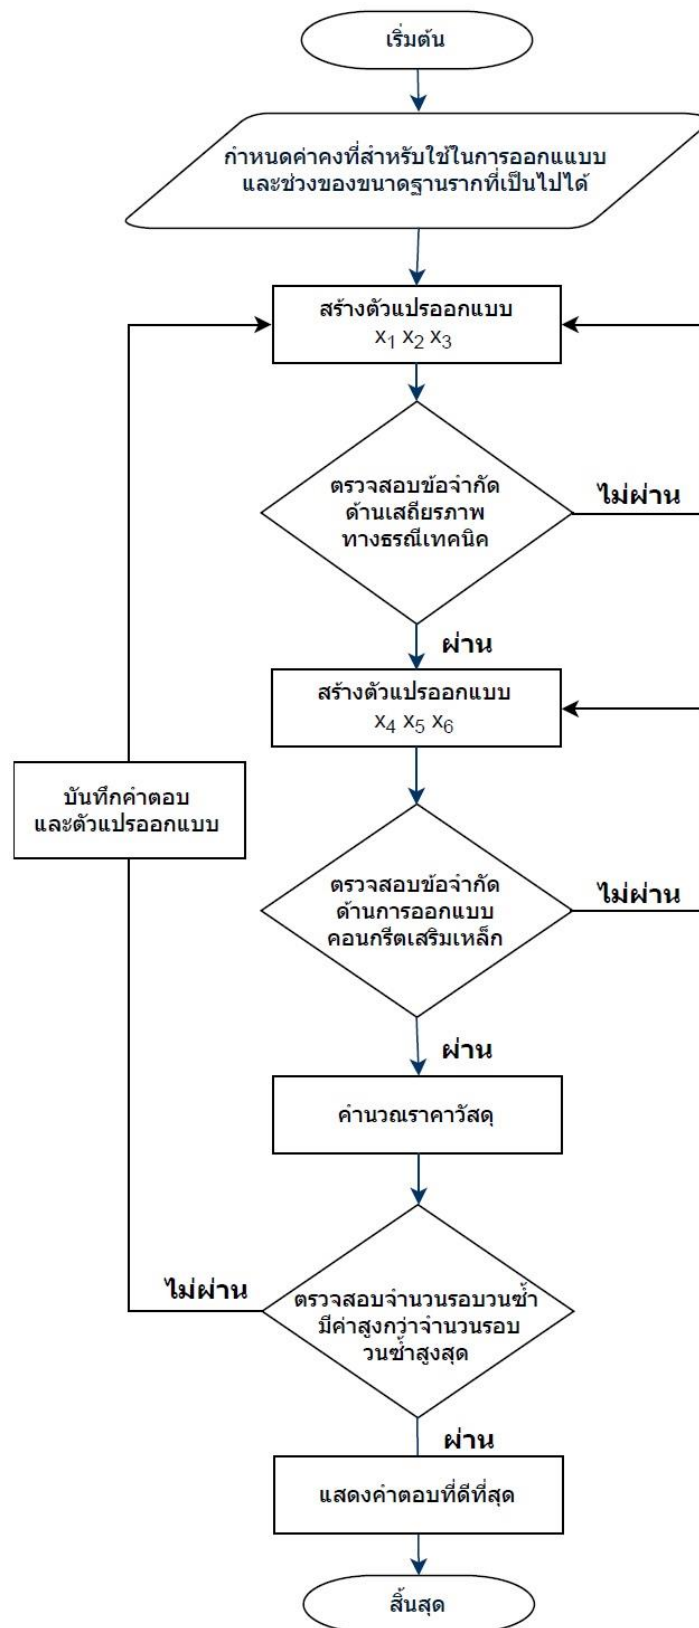 เริ่มต้น
กำหนดค่าคงที่สำหรับใช้ในการออกแแบบ
และช่วงของขนาดฐานรากที่เป็นไปได้
สร้างตัวแปรออกแบบ
x₁ x₂ x₃
ตรวจสอบข้อจำกัด
ด้านเสถียรภาพ
ทางธรณีเทคนิค
ไม่ผ่าน
ผ่าน
สร้างตัวแปรออกแบบ
x₄ x₅ x₆
บันทึกคำตอบ
และตัวแปรออกแบบ
ตรวจสอบข้อจำกัด
ด้านการออกแบบ
คอนกรีตเสริมเหล็ก
ไม่ผ่าน
ผ่าน
คำนวณราคาวัสดุ
ไม่ผ่าน
ตรวจสอบจำนวนรอบวนซ้ำ
มีค่าสูงกว่าจำนวนรอบ
วนซ้ำสูงสุด
ผ่าน
แสดงคำตอบที่ดีที่สุด
สิ้นสุด